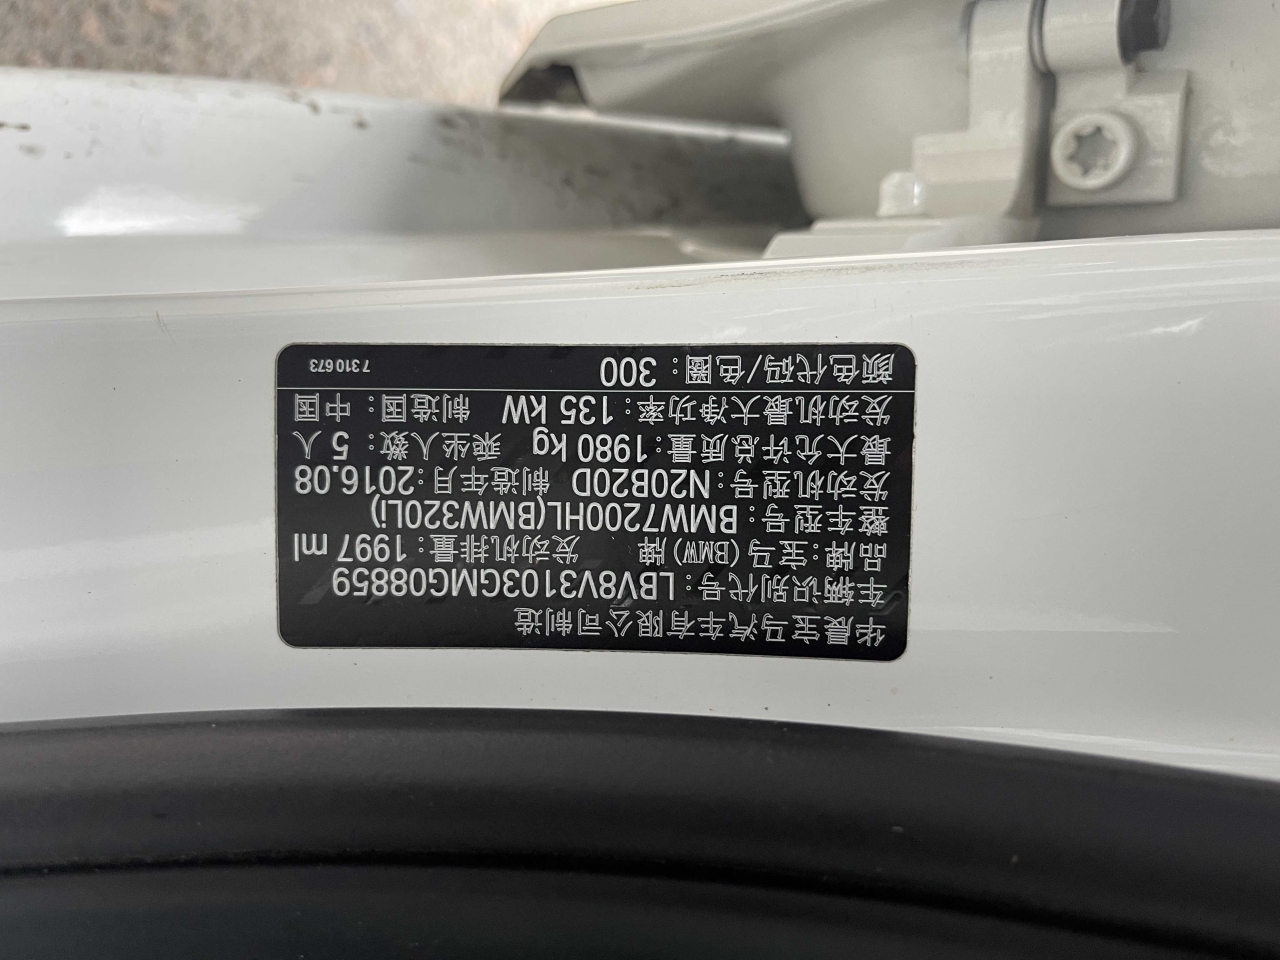 华晨宝马汽车有限公司制造
车辆识别代号：LBV8V3103GMG08859
品牌：宝马(BMW)牌 发动机排量：1997 ml
整车型号：BMW7200HL(BMW320Li)
发动机型号：N20B20D 制造年月：2016.08
最大允许总质量：1980 kg 乘坐人数：5 人
发动机最大净功率：135 kW 制造国：中国
颜色代码/色圈：300 7 310 673